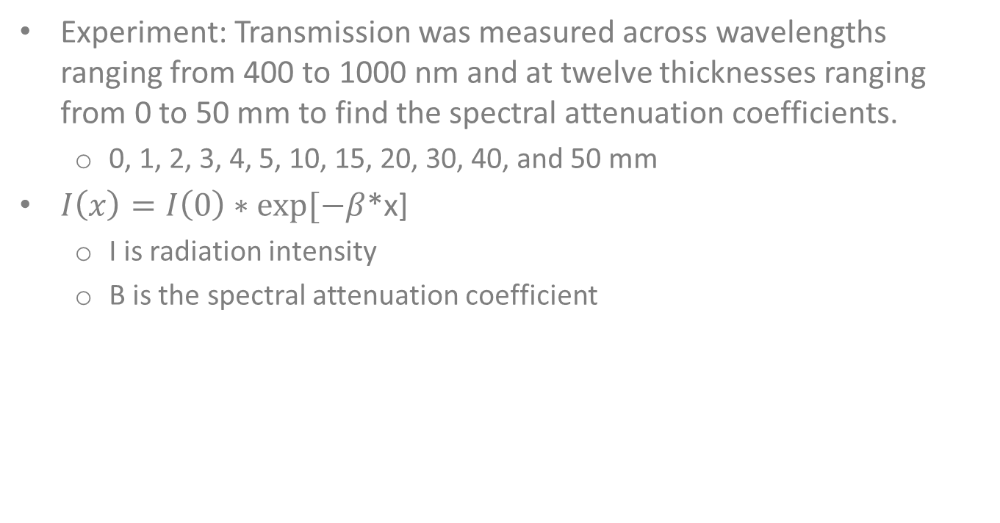 • Experiment: Transmission was measured across wavelengths
ranging from 400 to 1000 nm and at twelve thicknesses ranging
from 0 to 50 mm to find the spectral attenuation coefficients.
o 0, 1, 2, 3, 4, 5, 10, 15, 20, 30, 40, and 50 mm
• I(x) = I(0) ∗ exp[−β*x]
o I is radiation intensity
o B is the spectral attenuation coefficient